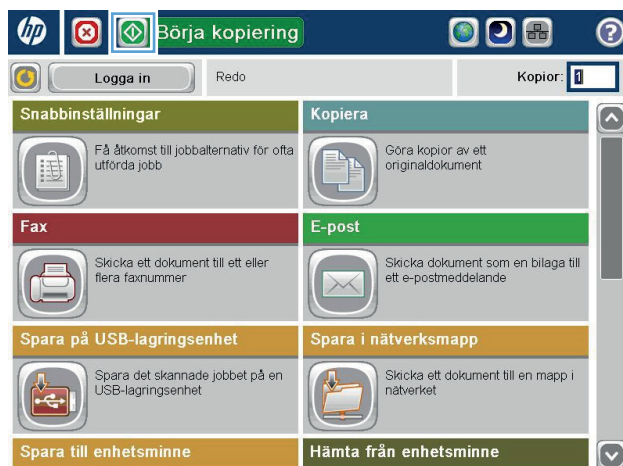 hp
Börja kopiering
?
Logga in
Redo
Kopior: 1
Snabbinställningar
Få åtkomst till jobbalternativ för ofta
utförda jobb
Kopiera
Göra kopior av ett
originaldokument
Fax
Skicka ett dokument till ett eller
flera faxnummer
E-post
Skicka dokument som en bilaga till
ett e-postmeddelande
Spara på USB-lagringsenhet
Spara det skannade jobbet på en
USB-lagringsenhet
Spara i nätverksmapp
Skicka ett dokument till en mapp i
nätverket
Spara till enhetsminne
Hämta från enhetsminne